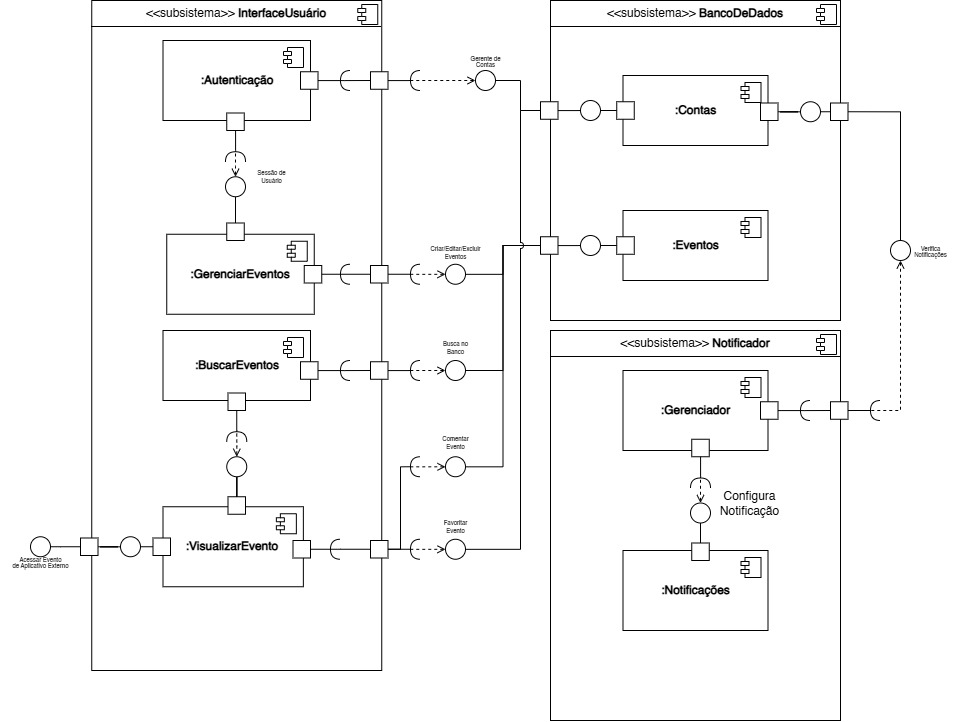 <<subsistema>> InterfaceUsuário
<<subsistema>> BancoDeDados
:Autenticação
Gerente de
Contas
:Contas
Sessão de
Usuário
:GerenciarEventos
Criar/Editar/Excluir
Eventos
:Eventos
Verifica
Notificações
:BuscarEventos
Busca no
Banco
<<subsistema>> Notificador
:Gerenciador
Comentar
Evento
Configura
Notificação
:VisualizarEvento
Favoritar
Evento
Acessar Evento
de Aplicativo Externo
:Notificações